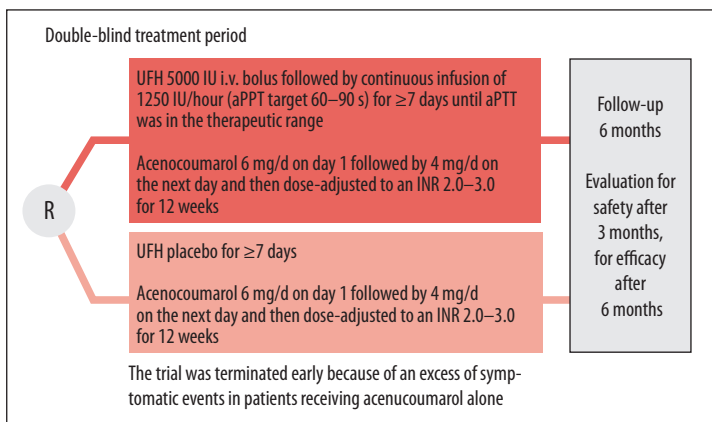 Double-blind treatment period
UFH 5000 IU i.v. bolus followed by continuous infusion of
1250 IU/hour (aPPT target 60–90 s) for ≥7 days until aPTT
was in the therapeutic range
Acenocoumarol 6 mg/d on day 1 followed by 4 mg/d on
the next day and then dose-adjusted to an INR 2.0–3.0
for 12 weeks
R
UFH placebo for ≥7 days
Acenocoumarol 6 mg/d on day 1 followed by 4 mg/d
on the next day and then dose-adjusted to an INR 2.0–3.0
for 12 weeks
Follow-up
6 months
Evaluation for
safety after
3 months,
for efficacy
after
6 months
The trial was terminated early because of an excess of symp-
tomatic events in patients receiving acenucoumarol alone